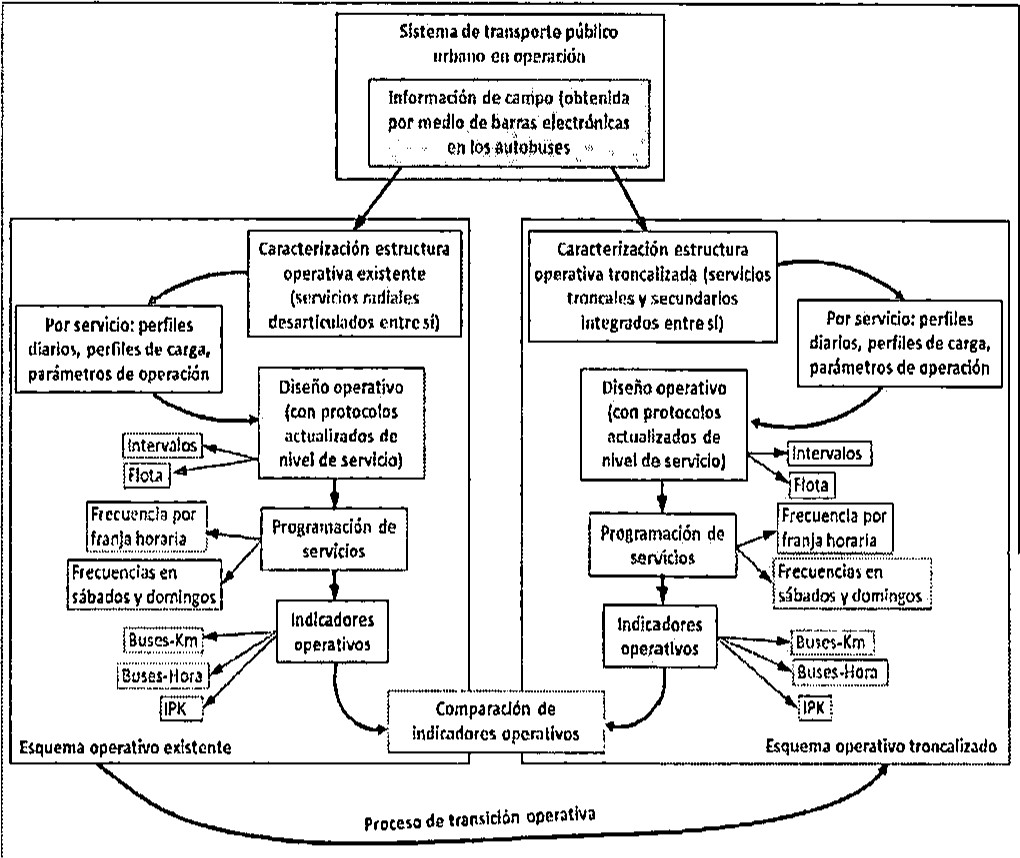 Sistema de transporte público
urbano en operación
Información de campo (obtenida
por medio de barras electrónicas
en los autobuses
Caracterización estructura
operativa existente
(servicios radiales
desarticulados entre sí)
Por servicio: perfiles
diarios, perfiles de carga,
parámetros de operación
Diseño operativo
(con protocolos
actualizados de
nivel de servicio)
Intervalos
Flota
Programación de
servicios
Frecuencia por
franja horaria
Frecuencias en
sábados y domingos
Indicadores
operativos
Buses-Km
Buses-Hora
IPK
Esquema operativo existente
Caracterización estructura
operativa troncalizada (servicios
troncales y secundarios
integrados entre sí)
Por servicio: perfiles
diarios, perfiles de carga,
parámetros de operación
Diseño operativo
(con protocolos
actualizados de
nivel de servicio)
Intervalos
Flota
Programación de
servicios
Frecuencia por
franja horaria
Frecuencias en
sábados y domingos
Indicadores
operativos
Buses-Km
Buses-Hora
IPK
Comparación de
indicadores operativos
Esquema operativo troncalizado
Proceso de transición operativa